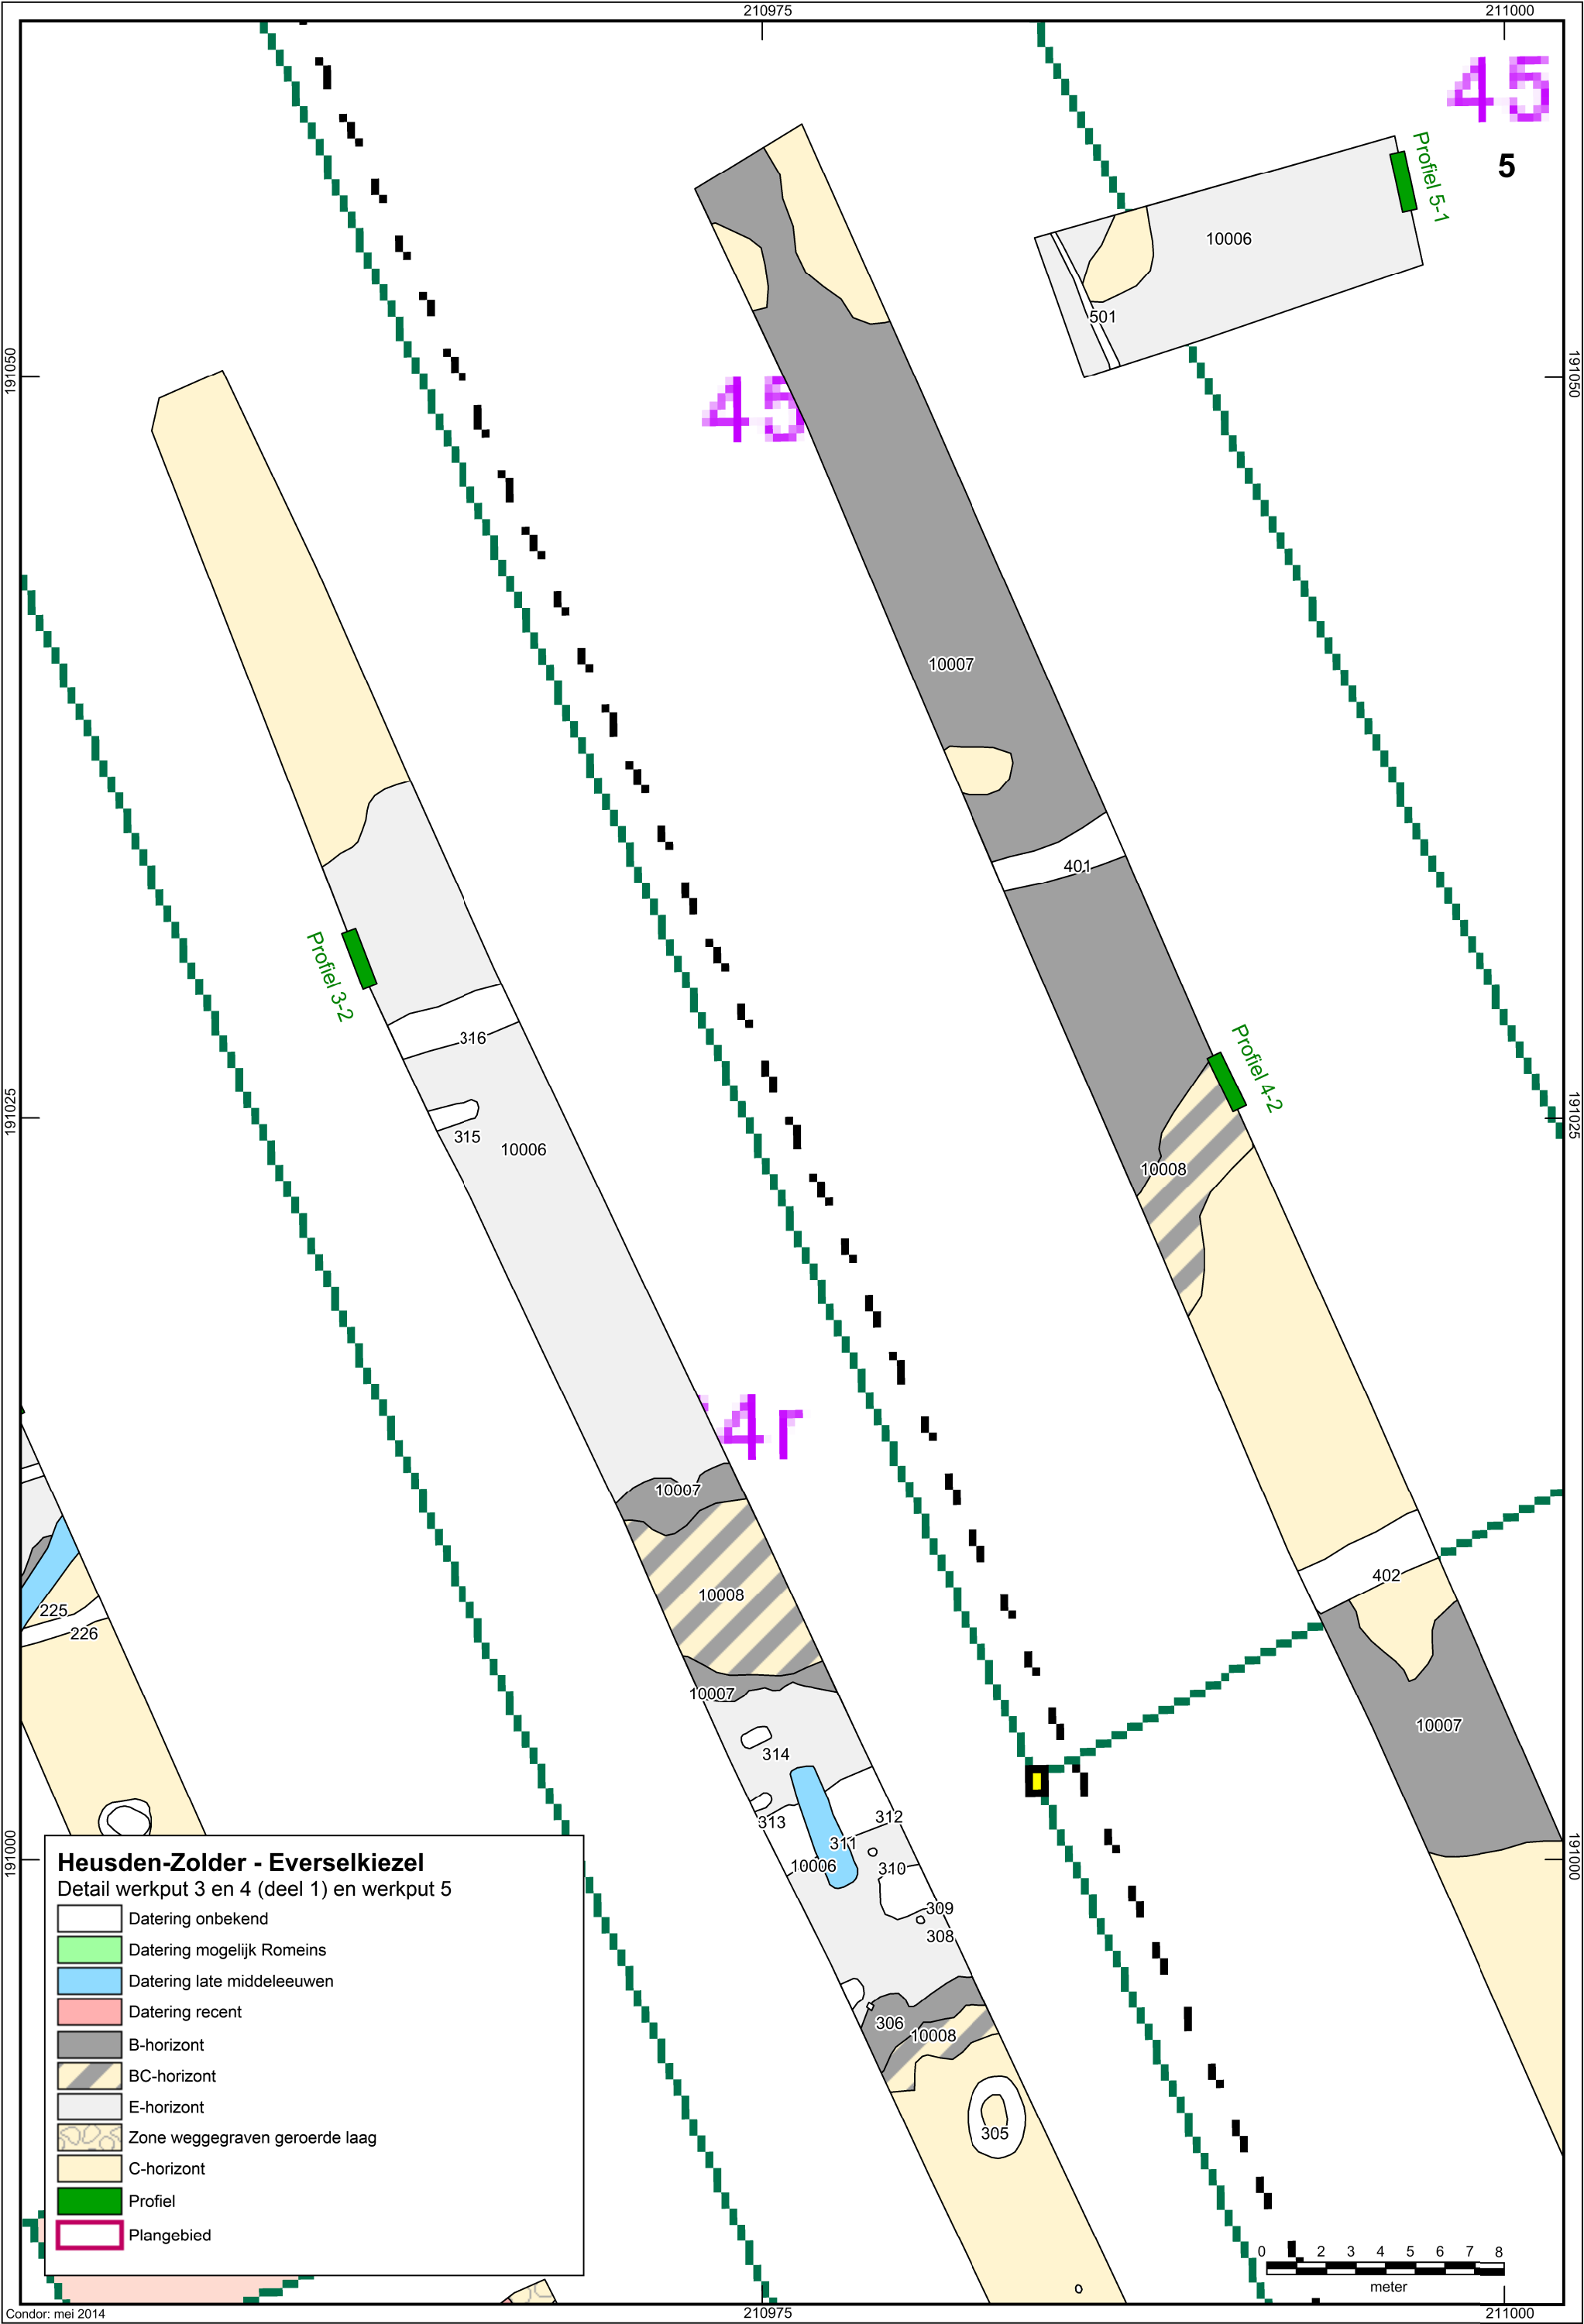 210975
211000
45
5
Profiel 5-1
10006
501
191050
191050
45
10007
401
Profiel 3-2
316
315
10006
Profiel 4-2
10008
191025
191025
4r
10007
10008
402
225
226
10007
10007
314
313
312
311
310
10006
309
308
191000
191000
306
10008
305
Heusden-Zolder - Everselkiezel
Detail werkput 3 en 4 (deel 1) en werkput 5
Datering onbekend
Datering mogelijk Romeins
Datering late middeleeuwen
Datering recent
B-horizont
BC-horizont
E-horizont
Zone weggegraven geroerde laag
C-horizont
Profiel
Plangebied
0 2 3 4 5 6 7 8
meter
Condor: mei 2014
210975
211000